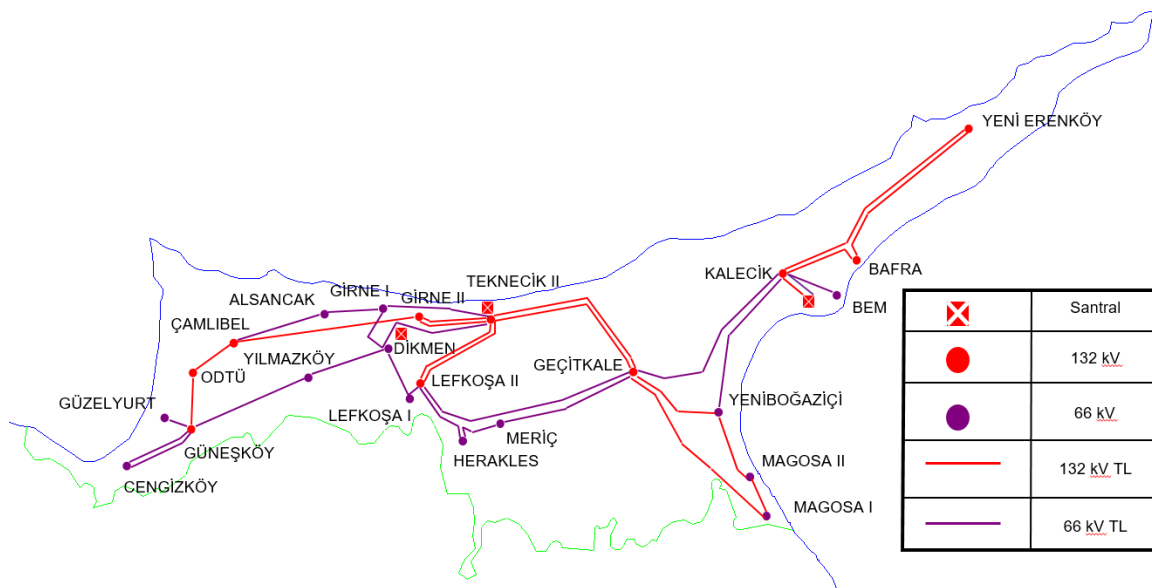 YENİ ERENKÖY
KALECİK
BAFRA
BEM
TEKNECİK II
GİRNE I
GİRNE II
ALSANCAK
ÇAMLIBEL
YILMAZKÖY
DİKMEN
ODTÜ
GEÇİTKALE
LEFKOŞA II
GÜZELYURT
LEFKOŞA I
YENİBOĞAZİÇİ
MERİÇ
GÜNEŞKÖY
HERAKLES
MAGOSA II
CENGİZKÖY
MAGOSA I
Santral
132 kV
66 kV
132 kV TL
66 kV TL